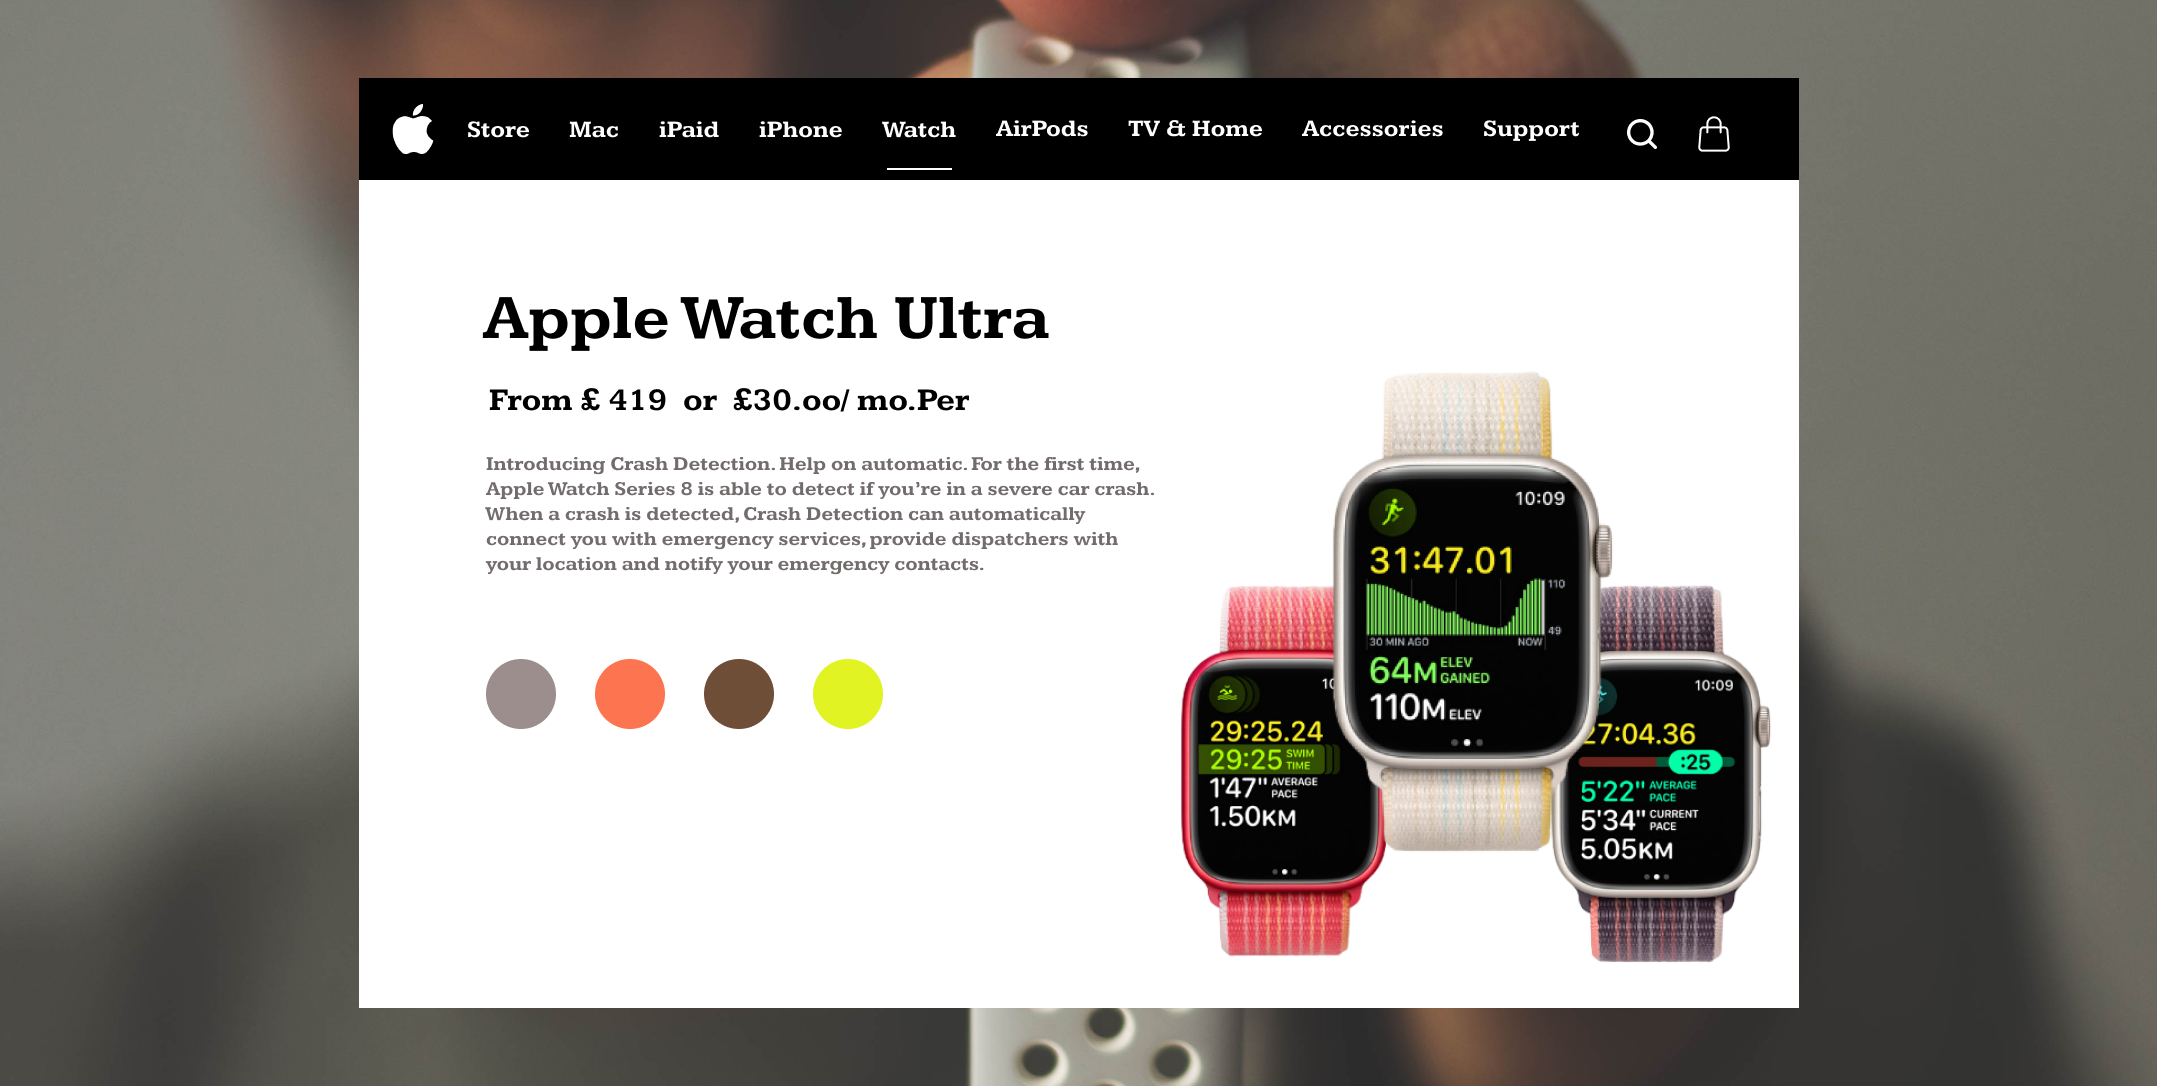 Store Mac iPaid iPhone Watch AirPods TV & Home Accessories Support
Apple Watch Ultra
From £ 419 or £30.oo/ mo.Per
Introducing Crash Detection. Help on automatic. For the first time,
Apple Watch Series 8 is able to detect if you're in a severe car crash.
When a crash is detected, Crash Detection can automatically
connect you with emergency services, provide dispatchers with
your location and notify your emergency contacts.
10:09
31:47.01
110
49
30 MIN AGO NOW
64M ELEV
GAINED
110M ELEV
29:25.24
29:25 SWIM
TIME
1'47" AVERAGE
PACE
1.50KM
10:09
27:04.36
:25
5'22" AVERAGE
PACE
5'34" CURRENT
PACE
5.05KM